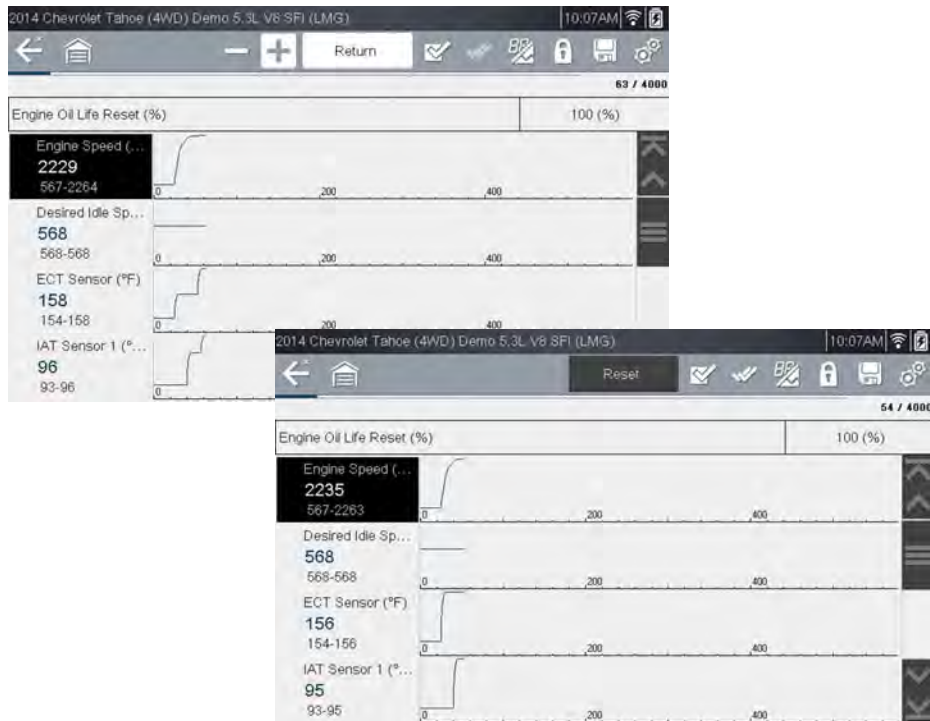 2014 Chevrolet Tahoe (4WD) Demo 5.3L V8 SFI (LMG) 10:07AM
Return
63 / 4000
Engine Oil Life Reset (%) 100 (%)
Engine Speed (...
2229
567-2264
0 200 400
Desired Idle Sp...
568
568-568
0 200 400
ECT Sensor (°F)
158
154-158
0 200 400
IAT Sensor 1 (°...
96
93-96
2014 Chevrolet Tahoe (4WD) Demo 5.3L V8 SFI (LMG) 10:07AM
Reset
54 / 4000
Engine Oil Life Reset (%) 100 (%)
Engine Speed (...
2235
567-2263
0 200 400
Desired Idle Sp...
568
568-568
0 200 400
ECT Sensor (°F)
156
154-156
0 200 400
IAT Sensor 1 (°...
95
93-95
0 200 400